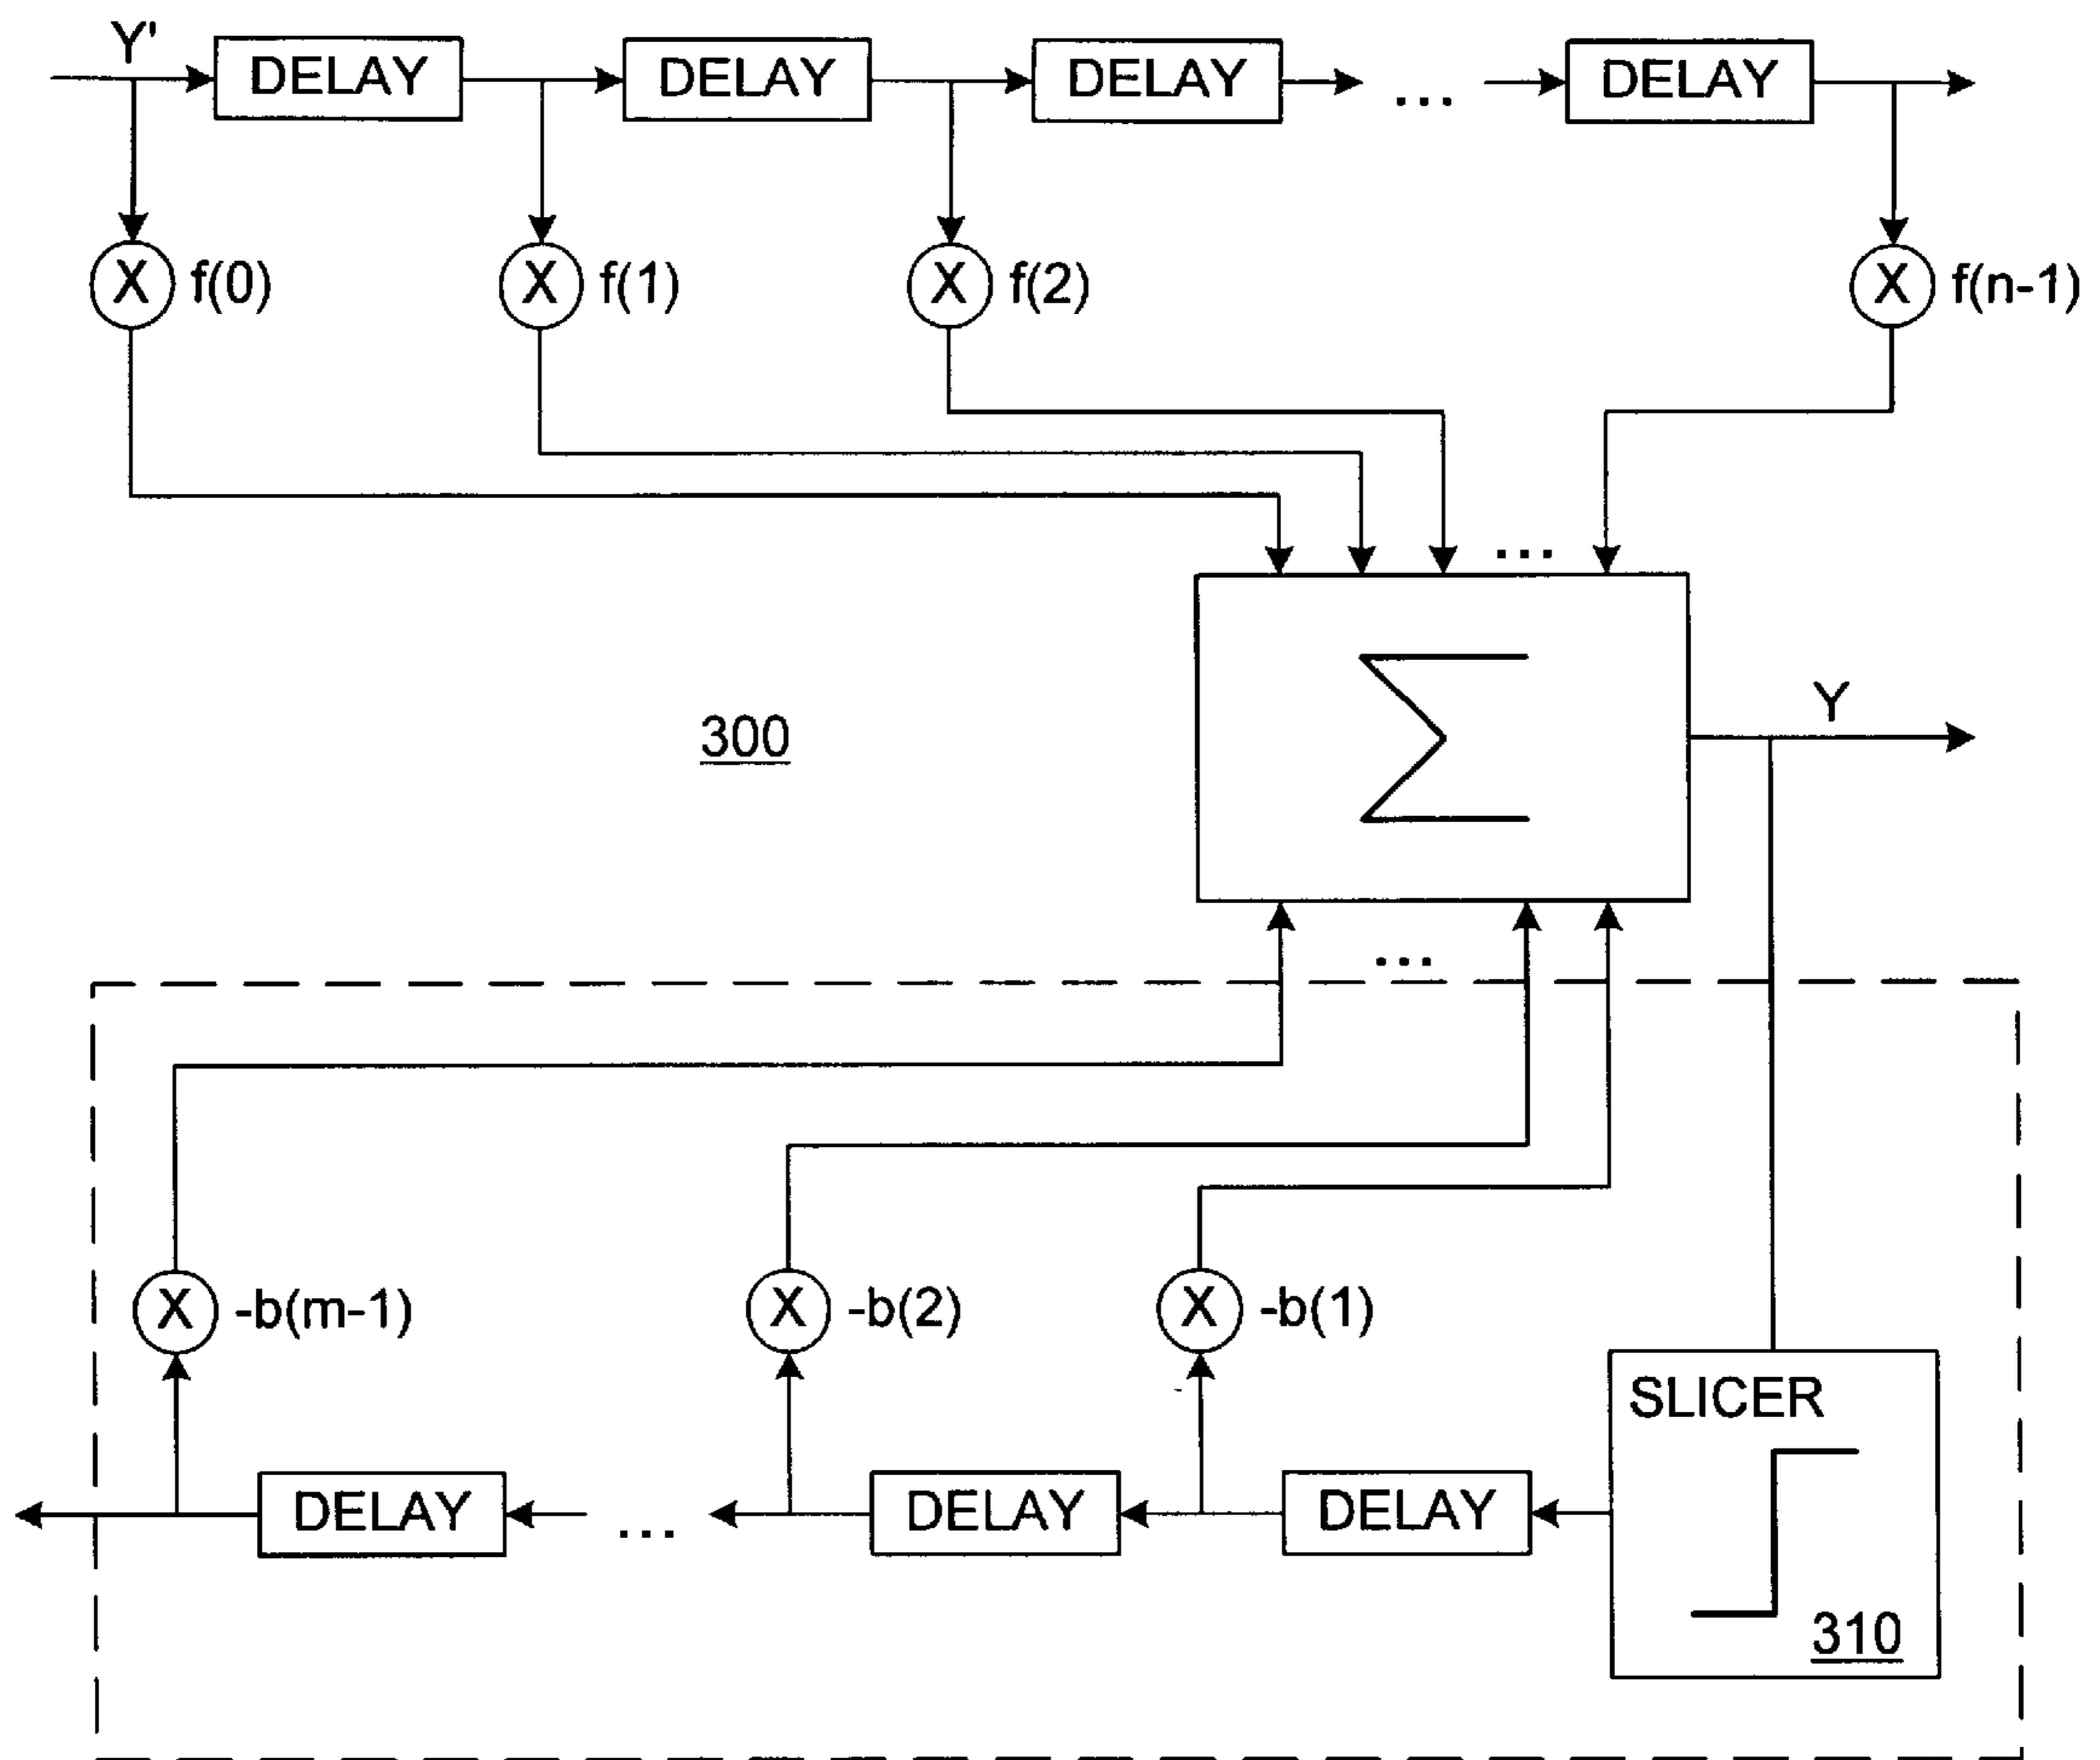 Y'
DELAY DELAY DELAY ... DELAY
X f(0) X f(1) X f(2) X f(n-1)
...
Σ
Y
300
...
X -b(m-1) X -b(2) X -b(1)
SLICER
DELAY ... DELAY DELAY
310